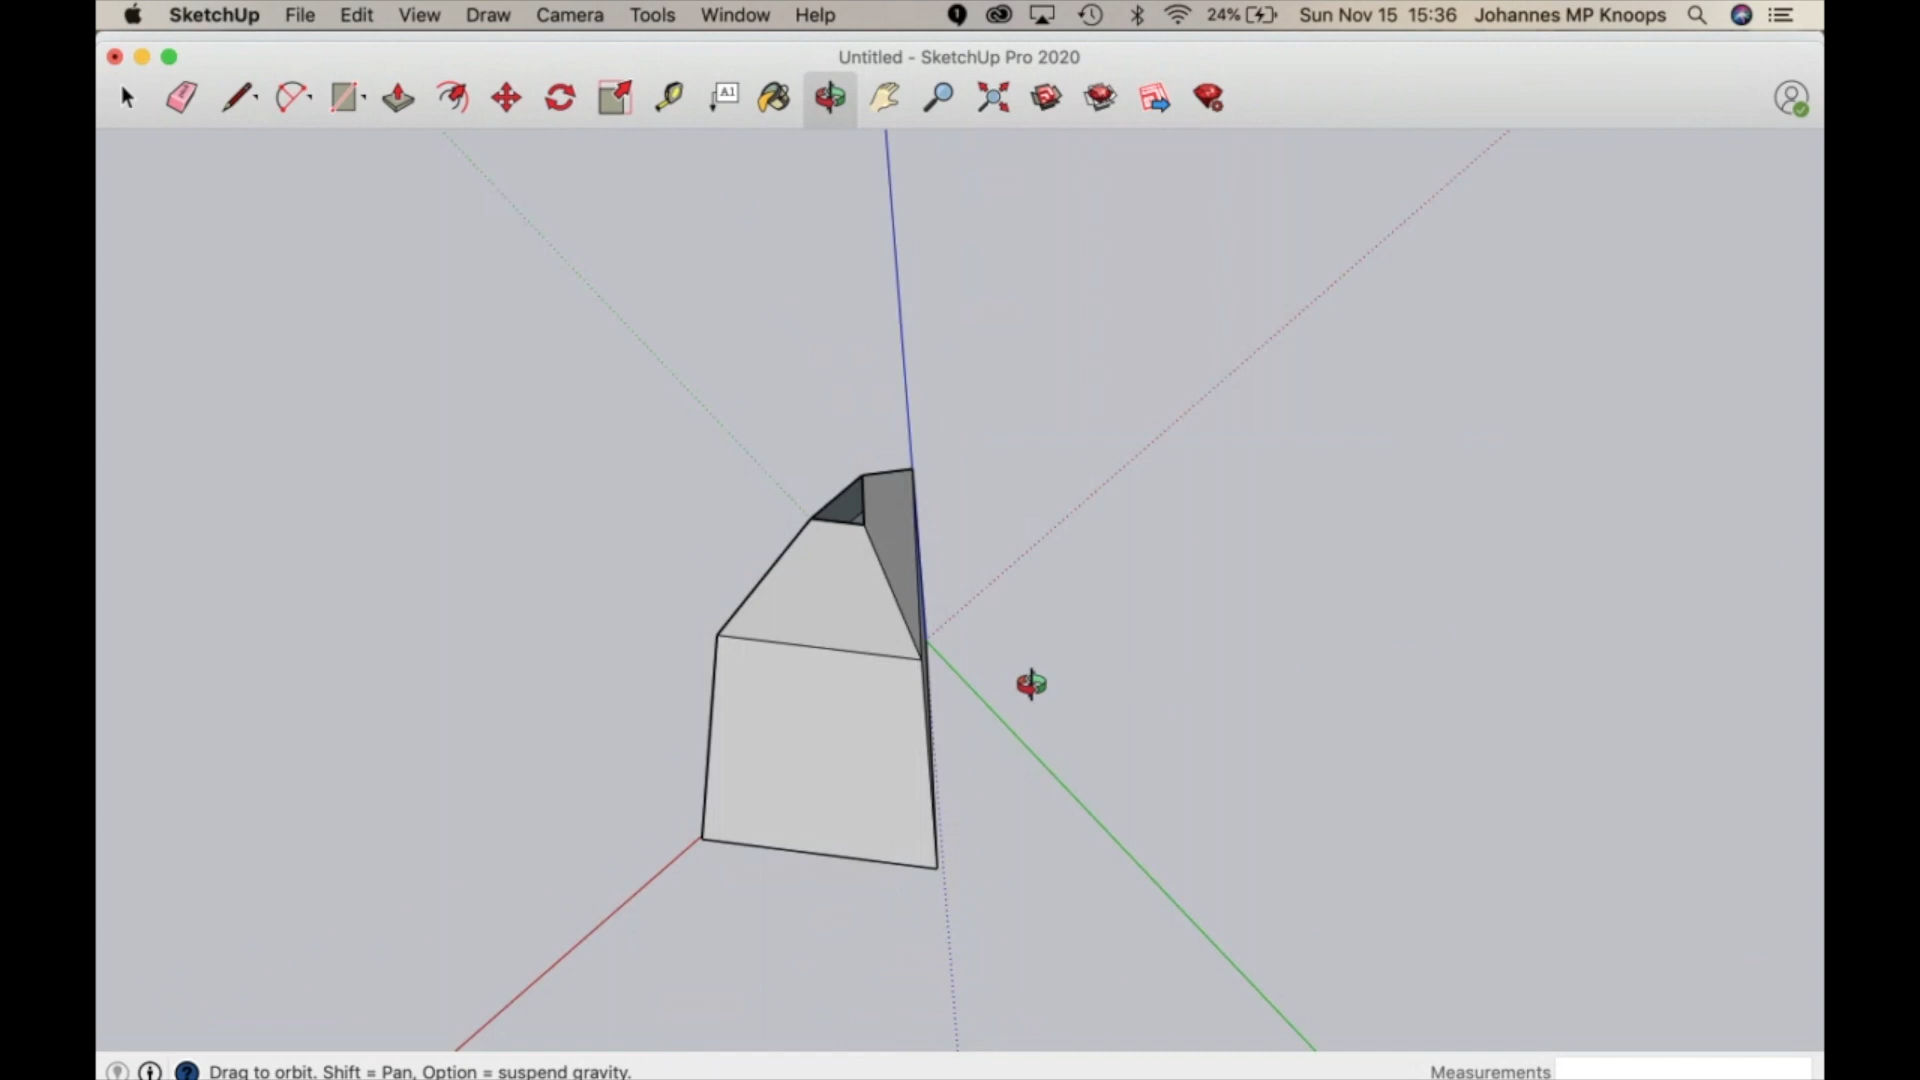 SketchUp File Edit View Draw Camera Tools Window Help 24% Sun Nov 15 15:36 Johannes MP Knoops
Untitled - SketchUp Pro 2020
A1
Drag to orbit. Shift = Pan, Option = suspend gravity.
Measurements